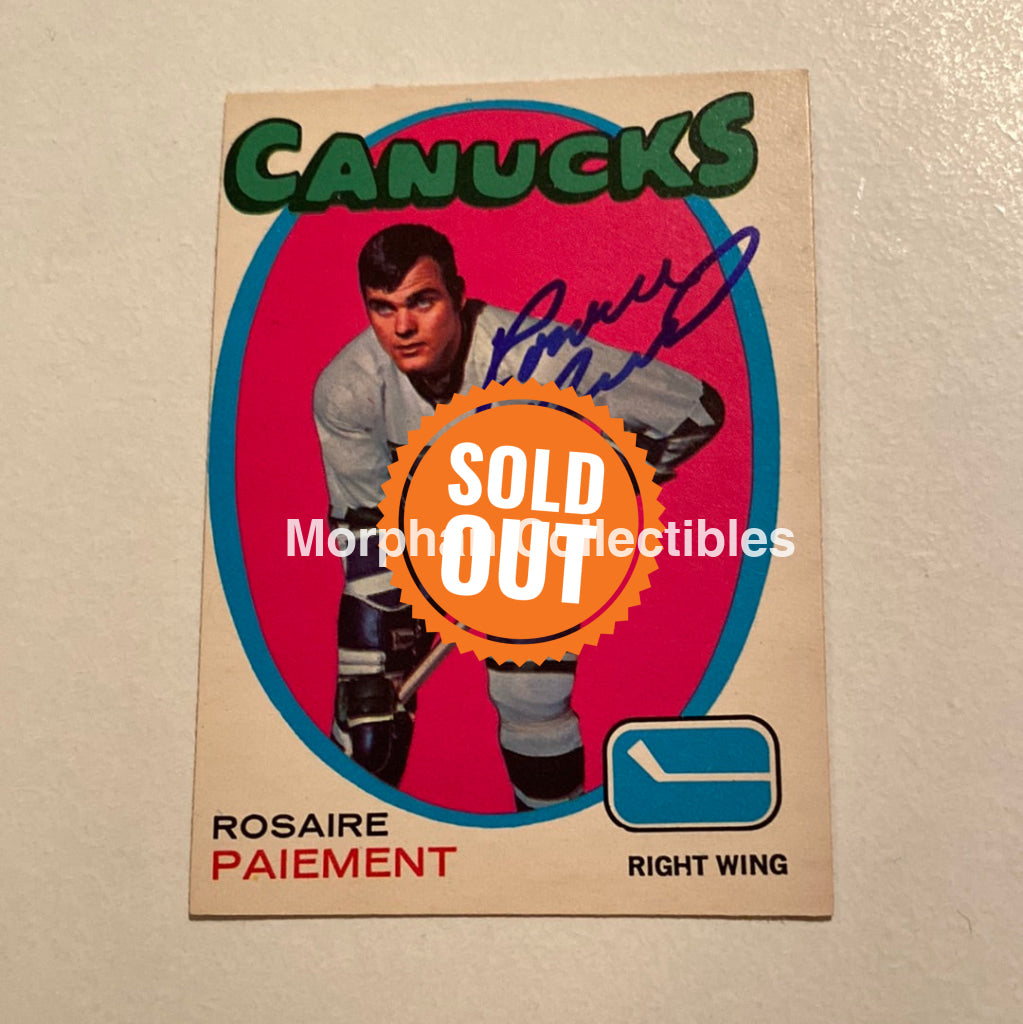 CANUCKS
SOLD
OUT
Morphan Collectibles
ROSAIRE
PAIEMENT
RIGHT WING